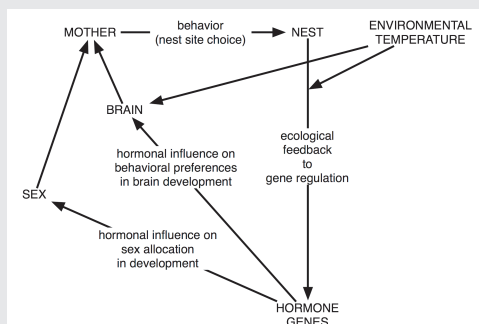 MOTHER
behavior
(nest site choice)
NEST
ENVIRONMENTAL
TEMPERATURE
BRAIN
ecological
feedback
to
gene regulation
hormonal influence on
behavioral preferences
in brain development
SEX
hormonal influence on
sex allocation
in development
HORMONE
GENES